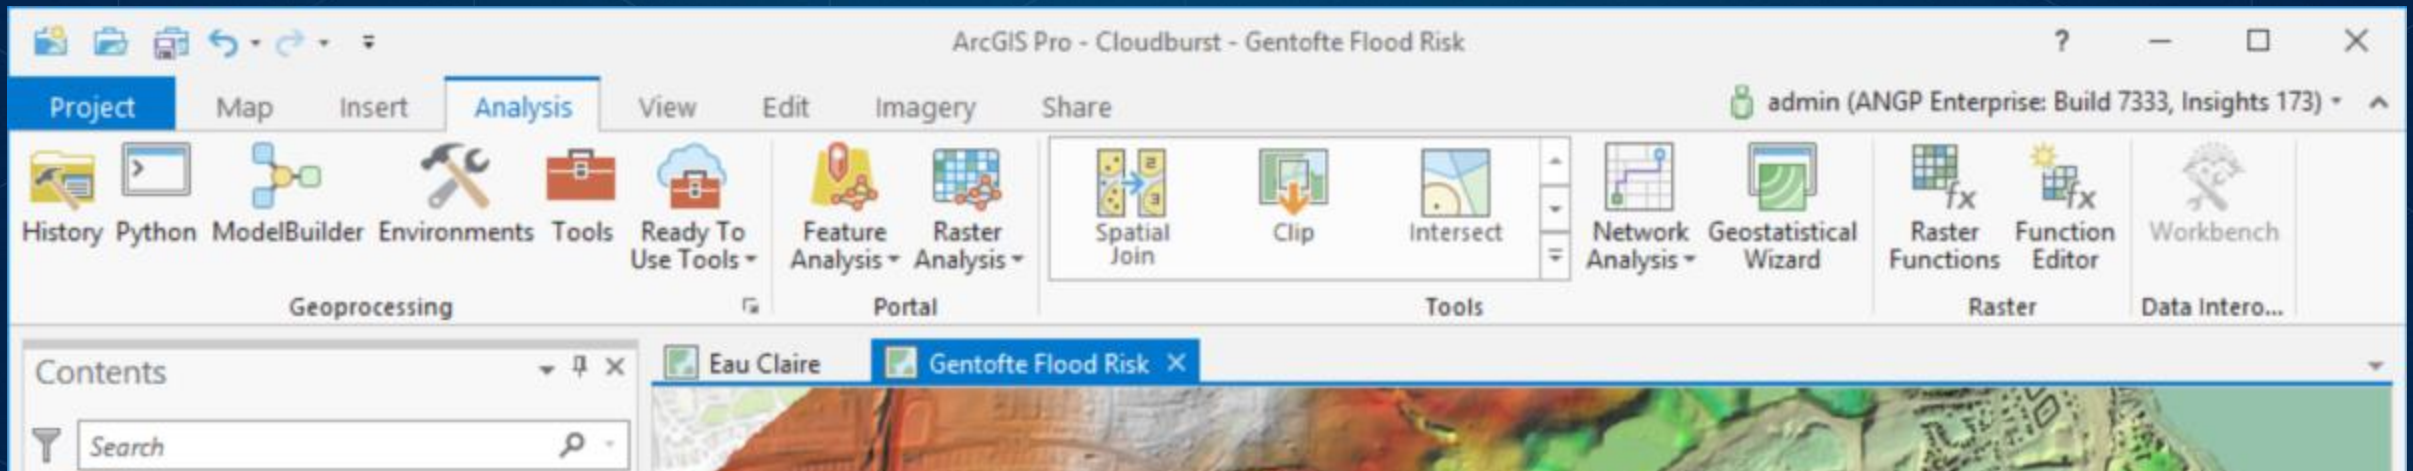 ArcGIS Pro - Cloudburst - Gentofte Flood Risk
?
Project Map Insert Analysis View Edit Imagery Share
admin (ANGP Enterprise: Build 7333, Insights 173)
History Python ModelBuilder Environments Tools Ready To
Use Tools
Feature
Analysis
Raster
Analysis
Spatial
Join
Clip
Intersect
Network
Analysis
Geostatistical
Wizard
fx
Raster
Functions
fx
Function
Editor
Workbench
Geoprocessing
Portal
Tools
Raster
Data Intero...
Contents
Eau Claire
Gentofte Flood Risk
Search